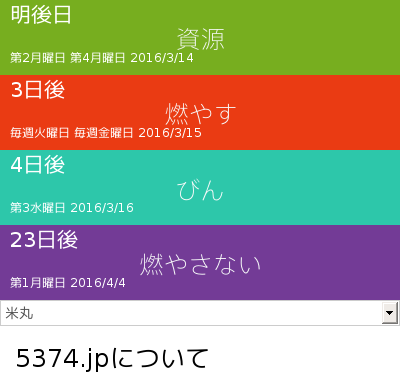 明後日
資源
第2月曜日 第4月曜日 2016/3/14
3日後
燃やす
毎週火曜日 毎週金曜日 2016/3/15
4日後
びん
第3水曜日 2016/3/16
23日後
燃やさない
第1月曜日 2016/4/4
米丸
5374.jpについて